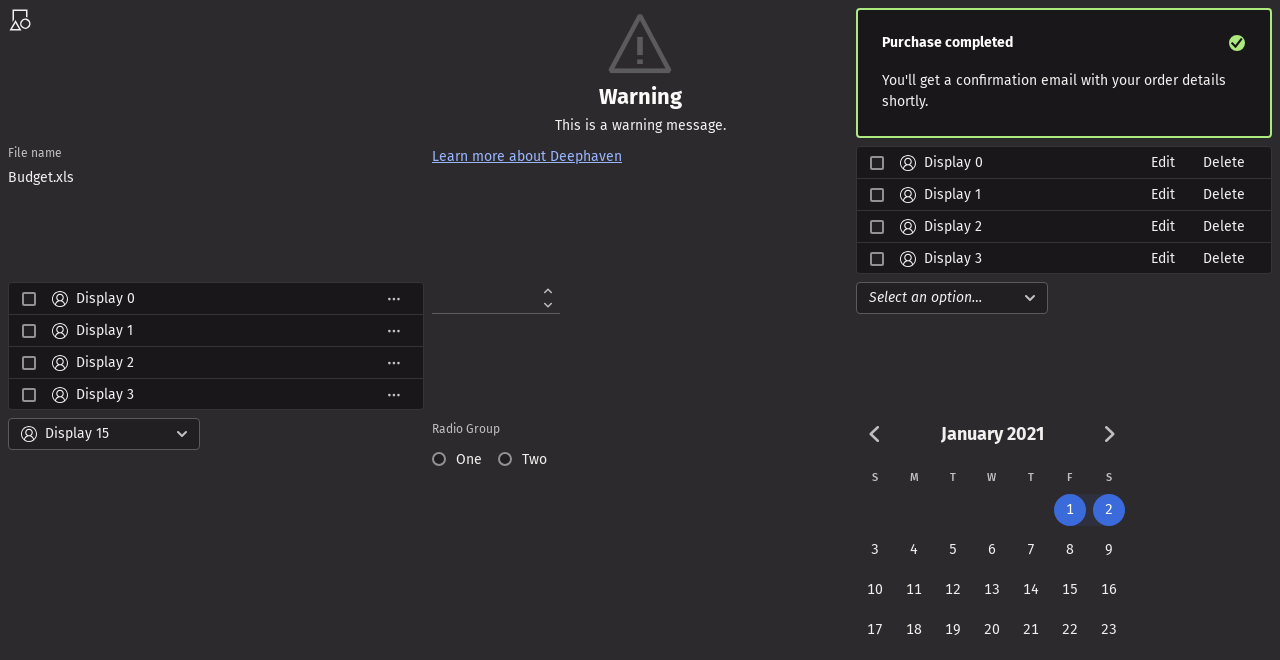 Warning
This is a warning message.
Purchase completed
You'll get a confirmation email with your order details
shortly.
File name
Budget.xls
Learn more about Deephaven
Display 0 Edit Delete
Display 1 Edit Delete
Display 2 Edit Delete
Display 3 Edit Delete
Display 0
Display 1
Display 2
Display 3
Select an option...
Display 15
Radio Group
One Two
January 2021
S M T W T F S
1 2
3 4 5 6 7 8 9
10 11 12 13 14 15 16
17 18 19 20 21 22 23